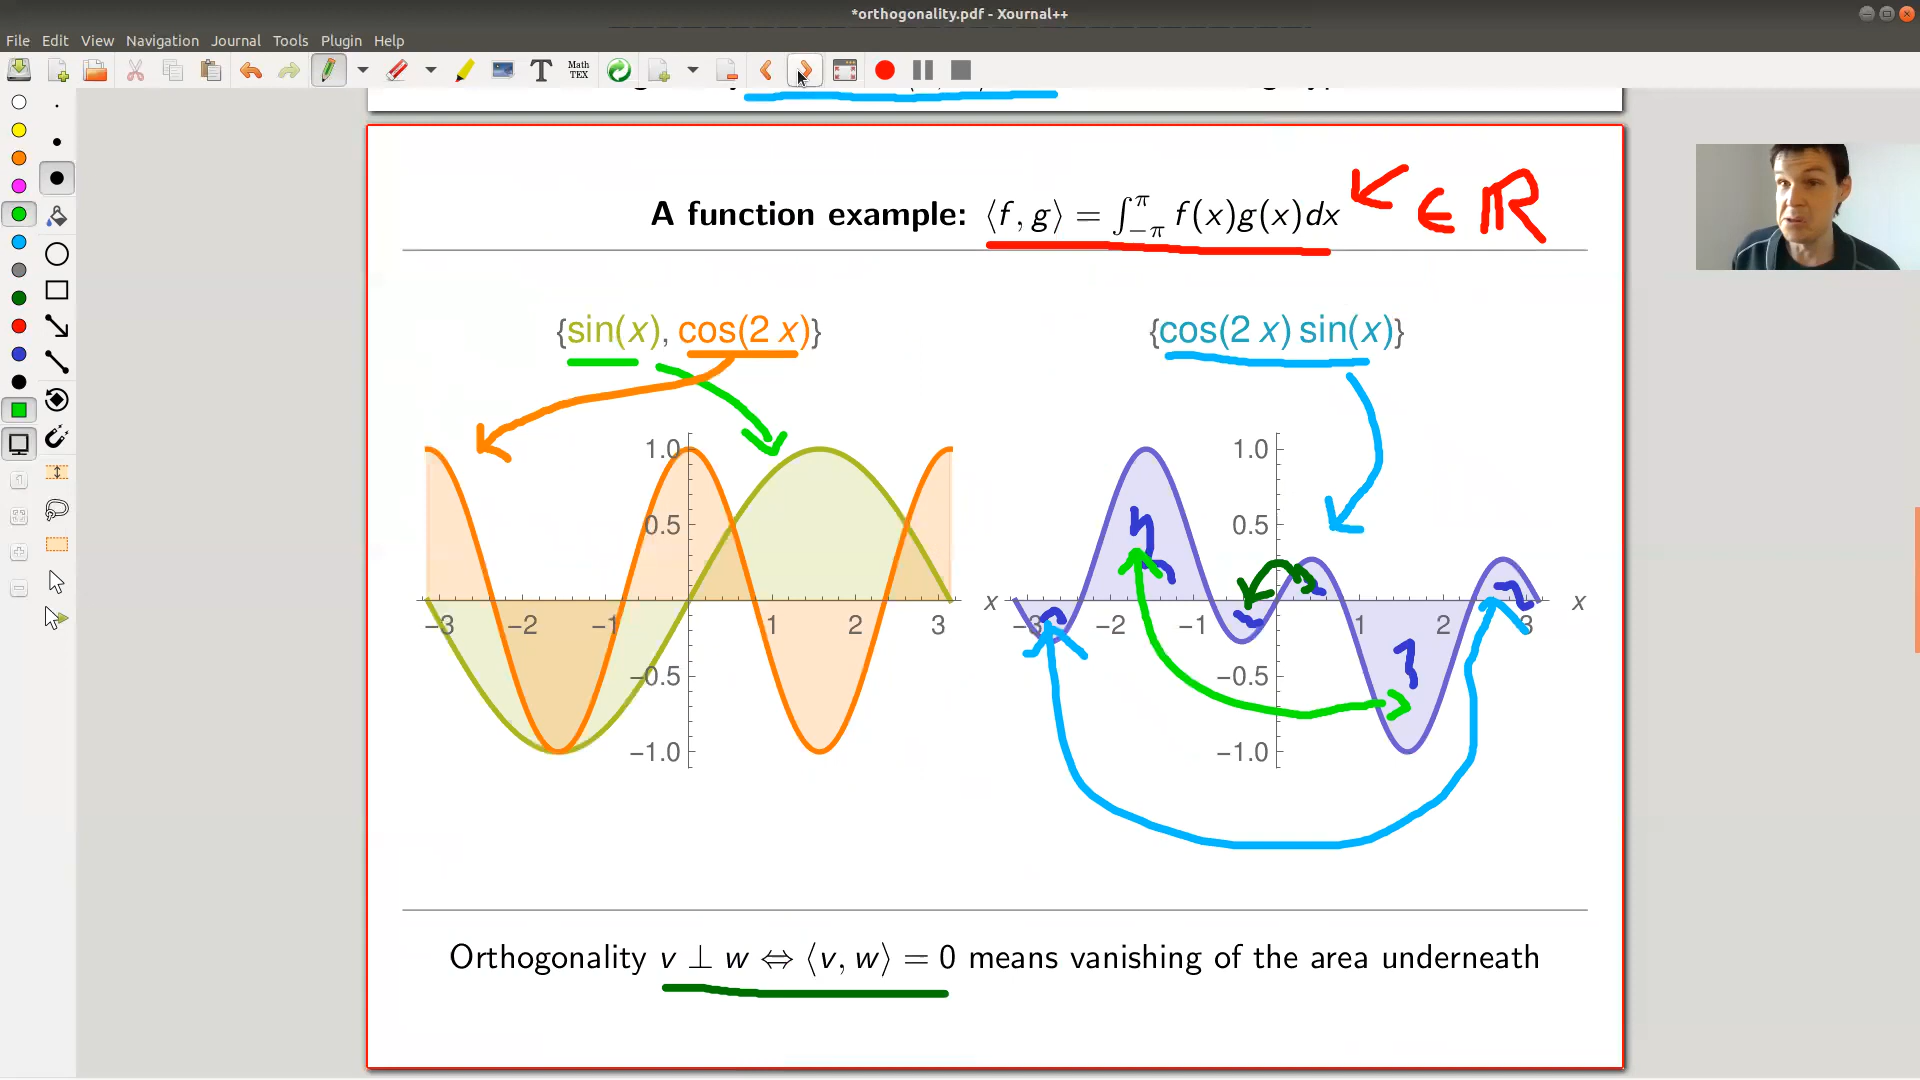 *orthogonality.pdf - Xournal++
File Edit View Navigation Journal Tools Plugin Help
Math
TEX
A function example: ⟨f, g⟩ = ∫_{−π}^{π} f(x)g(x)dx ← ∈ ℝ
{sin(x), cos(2 x)}
{cos(2 x) sin(x)}
1.0
0.5
−0.5
−1.0
−3 −2 −1 1 2 3 x
1.0
0.5
−0.5
−1.0
−3 −2 −1 1 2 3 x
Orthogonality v ⊥ w ⇔ ⟨v, w⟩ = 0 means vanishing of the area underneath